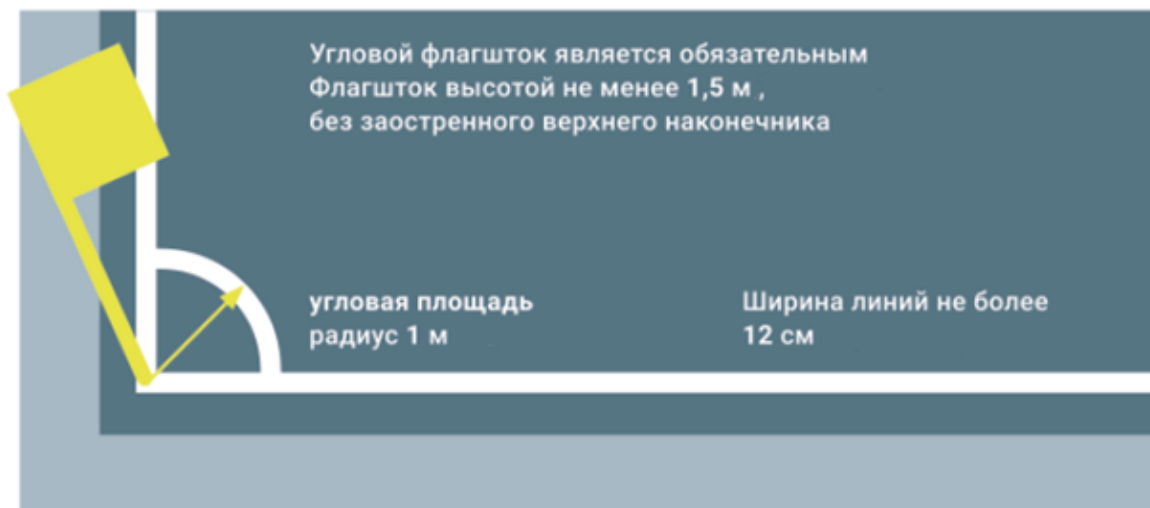 Угловой флагшток является обязательным
Флагшток высотой не менее 1,5 м ,
без заостренного верхнего наконечника
угловая площадь
радиус 1 м
Ширина линий не более
12 см